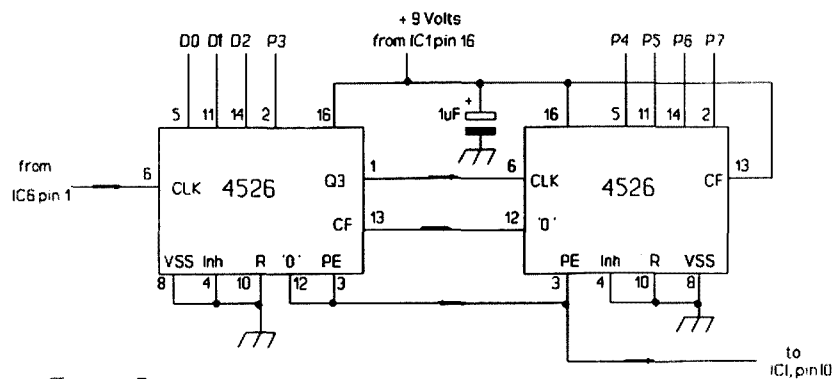 + 9 Volts
from IC1 pin 16
D0 D1 D2 P3
P4 P5 P6 P7
5 11 14 2 16
+
1uF
16 5 11 14 2
from
IC6 pin 1
6
CLK
4526
Q3
1
6
CLK
4526
CF
13
CF
13
12
'0'
VSS Inh R '0' PE
8 4 10 12 3
PE Inh R VSS
3 4 10 8
to
IC1, pin 10